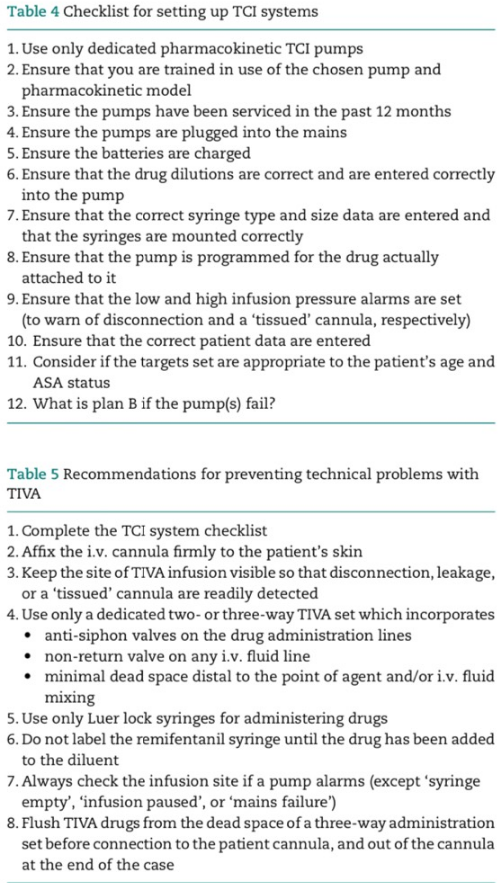 Table 4 Checklist for setting up TCI systems
1. Use only dedicated pharmacokinetic TCI pumps
2. Ensure that you are trained in use of the chosen pump and
pharmacokinetic model
3. Ensure the pumps have been serviced in the past 12 months
4. Ensure the pumps are plugged into the mains
5. Ensure the batteries are charged
6. Ensure that the drug dilutions are correct and are entered correctly
into the pump
7. Ensure that the correct syringe type and size data are entered and
that the syringes are mounted correctly
8. Ensure that the pump is programmed for the drug actually
attached to it
9. Ensure that the low and high infusion pressure alarms are set
(to warn of disconnection and a ‘tissued’ cannula, respectively)
10. Ensure that the correct patient data are entered
11. Consider if the targets set are appropriate to the patient's age and
ASA status
12. What is plan B if the pump(s) fail?
Table 5 Recommendations for preventing technical problems with
TIVA
1. Complete the TCI system checklist
2. Affix the i.v. cannula firmly to the patient's skin
3. Keep the site of TIVA infusion visible so that disconnection, leakage,
or a ‘tissued’ cannula are readily detected
4. Use only a dedicated two- or three-way TIVA set which incorporates
• anti-siphon valves on the drug administration lines
• non-return valve on any i.v. fluid line
• minimal dead space distal to the point of agent and/or i.v. fluid
mixing
5. Use only Luer lock syringes for administering drugs
6. Do not label the remifentanil syringe until the drug has been added
to the diluent
7. Always check the infusion site if a pump alarms (except ‘syringe
empty’, ‘infusion paused’, or ‘mains failure’)
8. Flush TIVA drugs from the dead space of a three-way administration
set before connection to the patient cannula, and out of the cannula
at the end of the case